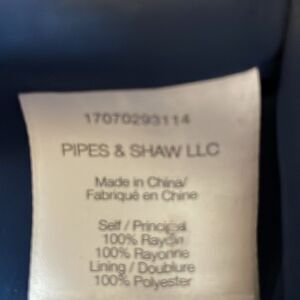 17070293114
PIPES & SHAW LLC
Made in China/
Fabriqué en Chine
Self / Principal
100% Rayon
100% Rayonne
Lining / Doublure
100% Polyester